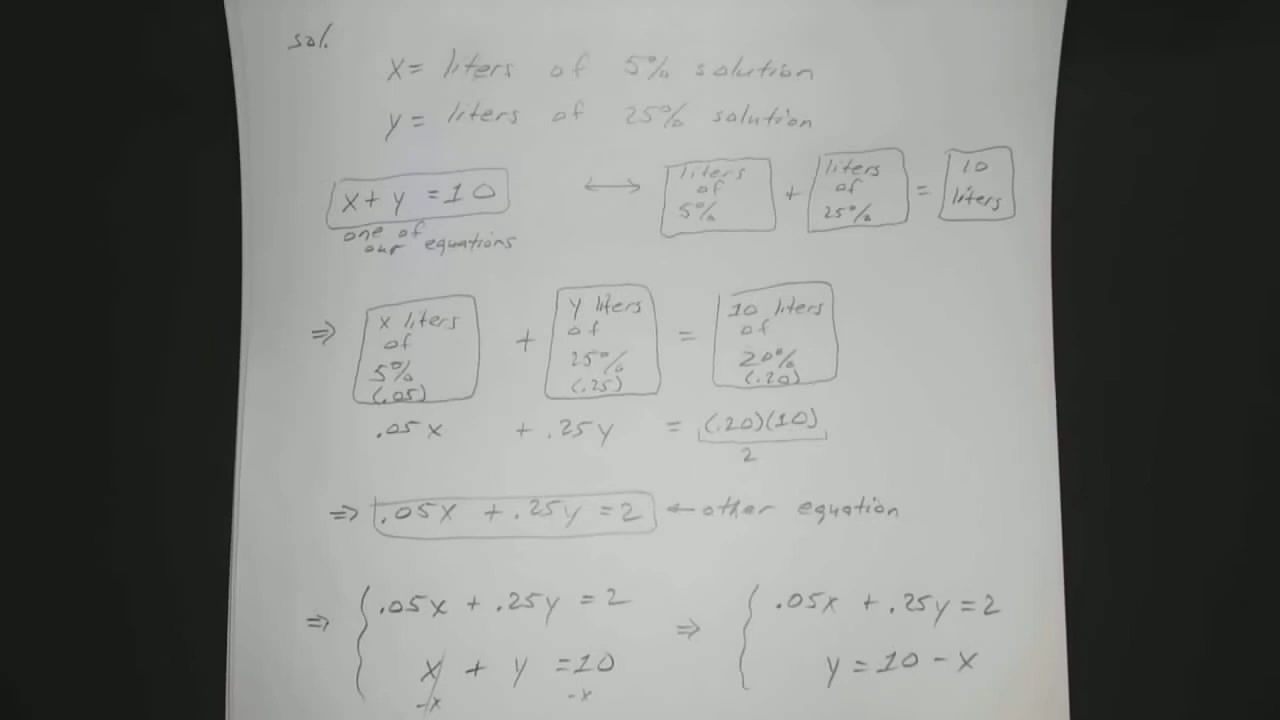 sol.
x = liters of 5% solution
y = liters of 25% solution
x + y = 10 ⟷ liters of 5% + liters of 25% = 10 liters
one of our equations
⇒ x liters of 5% (.05) + y liters of 25% (.25) = 10 liters of 20% (.20)
.05x + .25y = (.20)(10)
2
⇒ .05x + .25y = 2 ← other equation
⇒ { .05x + .25y = 2 ⇒ { .05x + .25y = 2
x + y = 10 y = 10 - x
-x -x